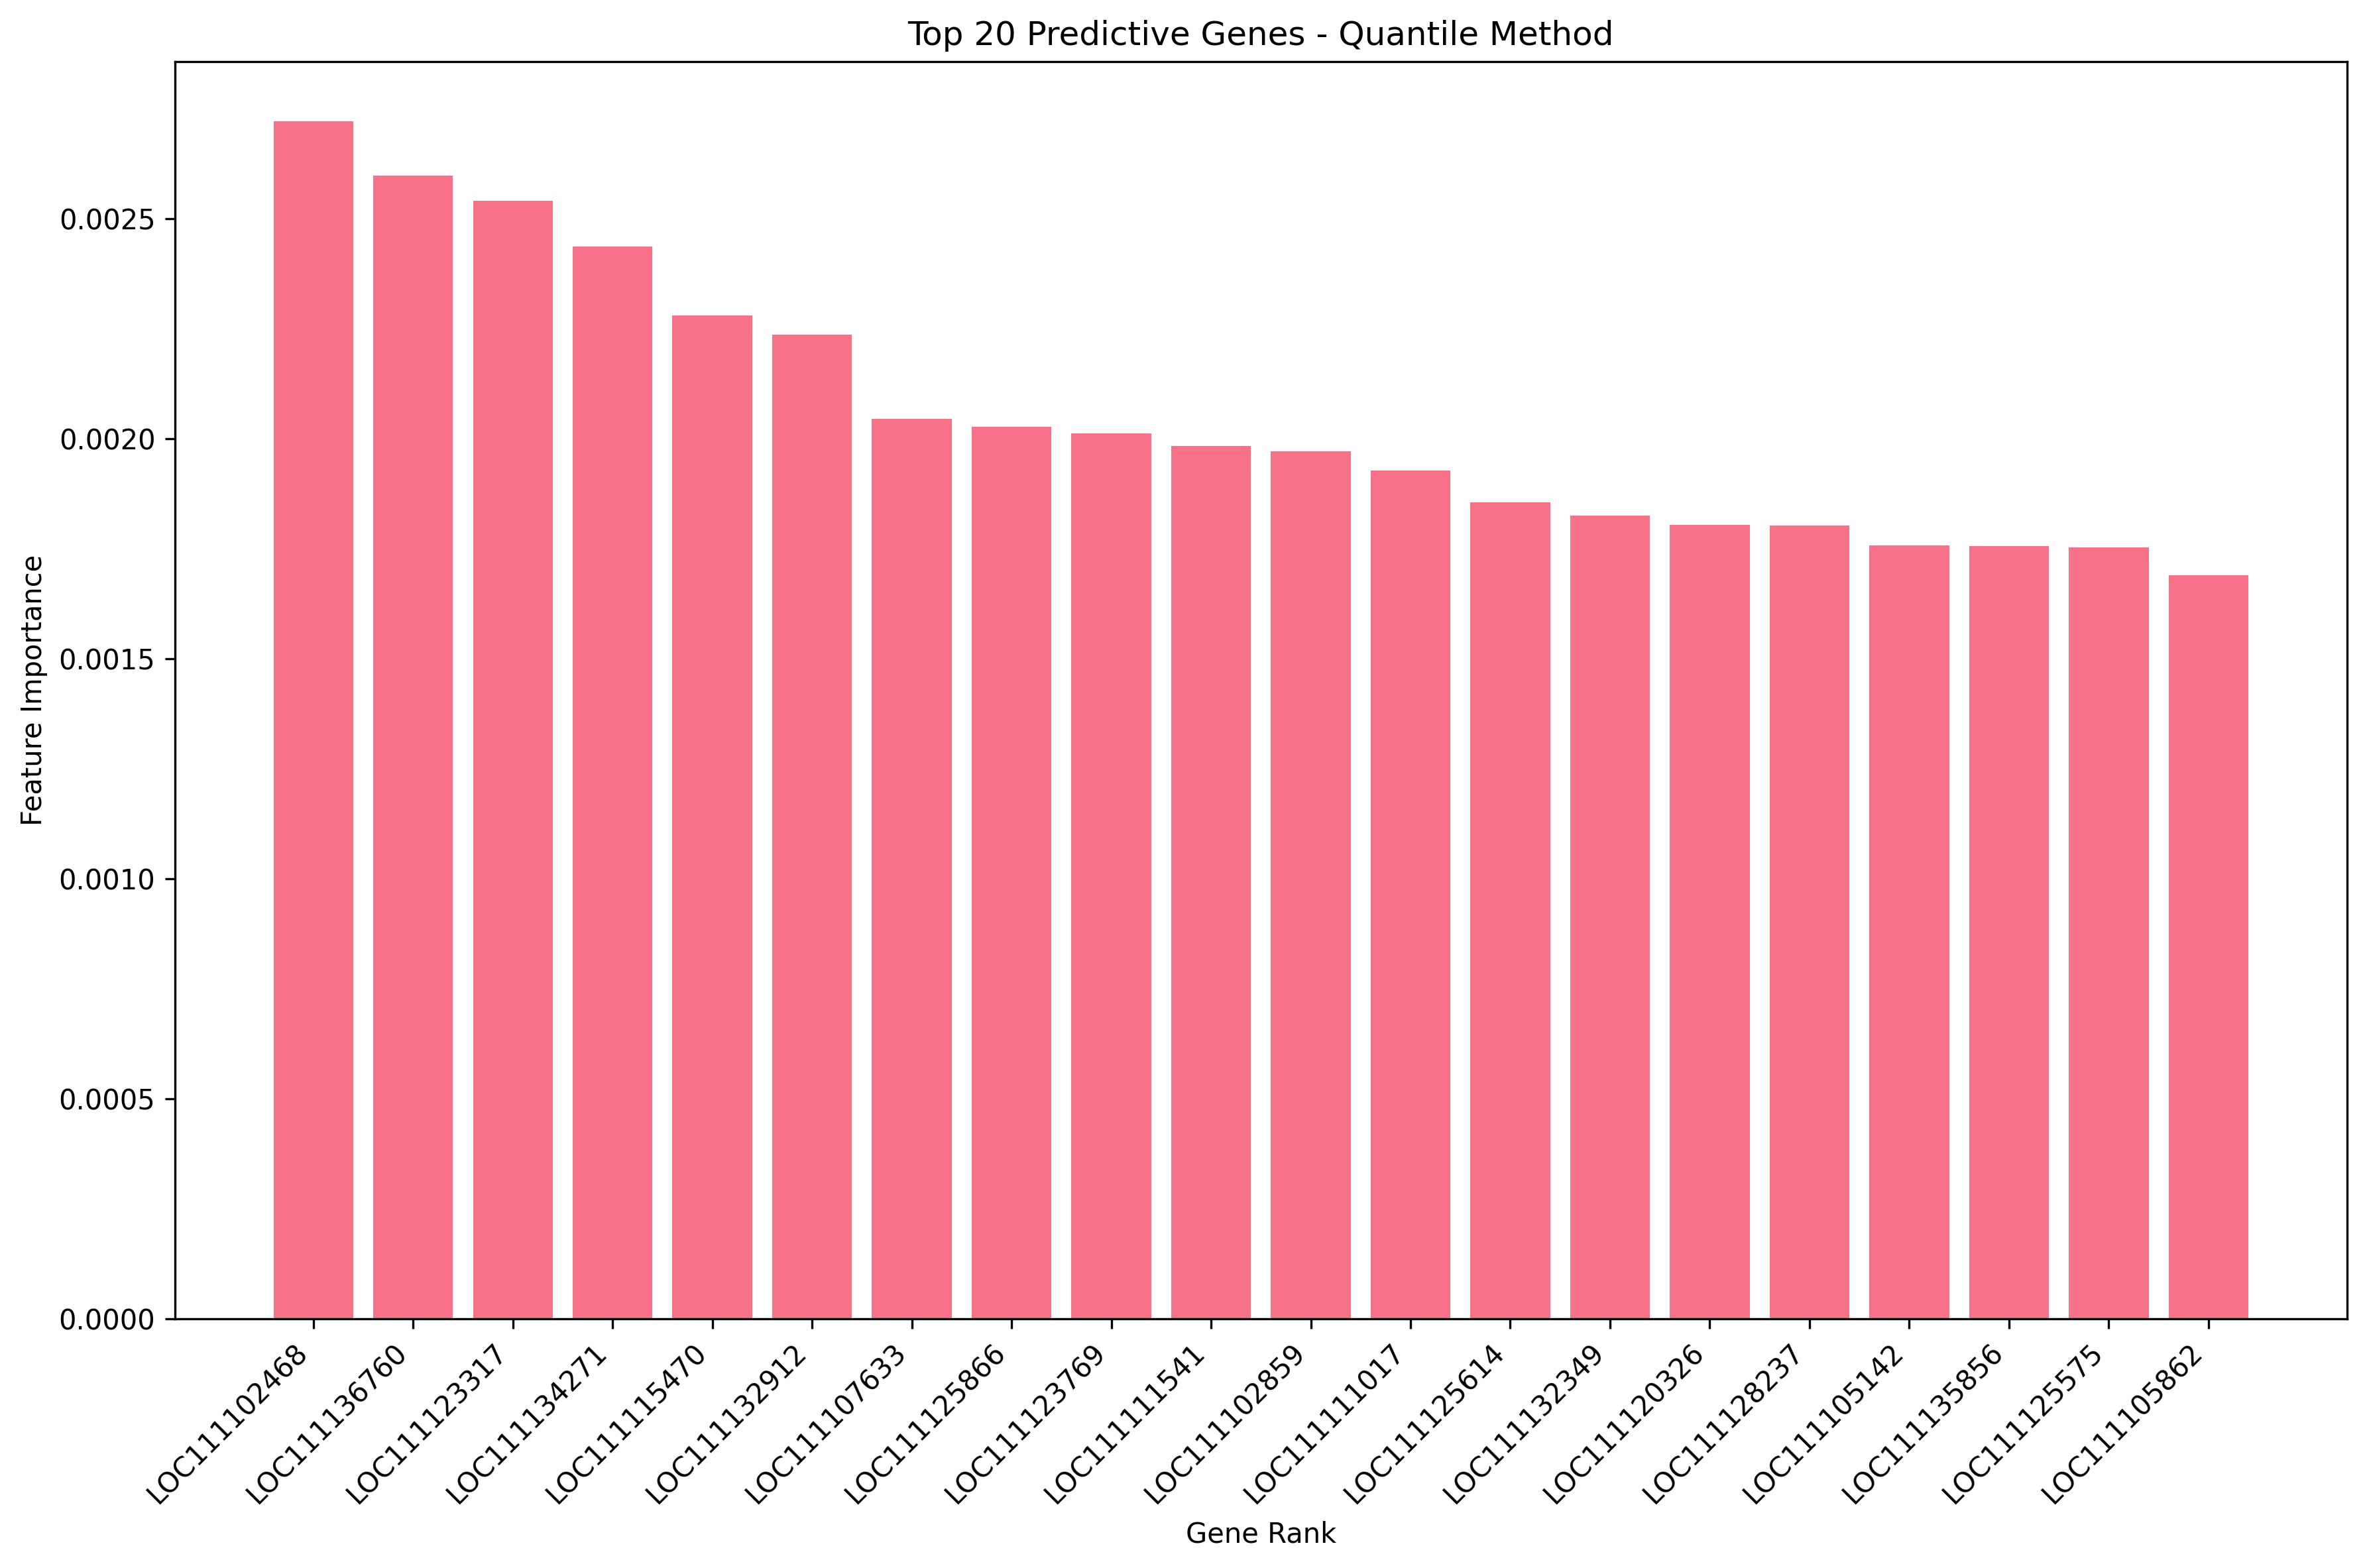 Top 20 Predictive Genes - Quantile Method
Feature Importance
0.0025
0.0020
0.0015
0.0010
0.0005
0.0000
LOC111102468
LOC111136760
LOC111123317
LOC111134271
LOC111115470
LOC111132912
LOC111107633
LOC111125866
LOC111123769
LOC111111541
LOC111102859
LOC111111017
LOC111125614
LOC111132349
LOC111120326
LOC111128237
LOC111105142
LOC111135856
LOC111125575
LOC111105862
Gene Rank